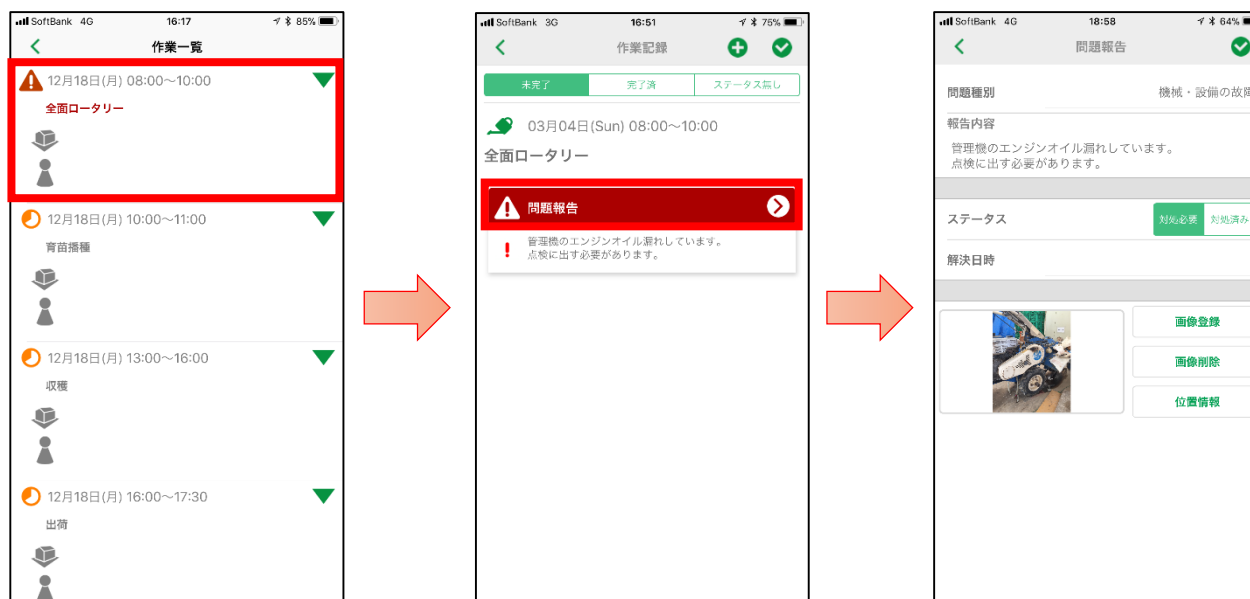 SoftBank 4G 16:17 85%
作業一覧
12月18日(月) 08:00～10:00
全面ロータリー
12月18日(月) 10:00～11:00
育苗播種
12月18日(月) 13:00～16:00
収穫
12月18日(月) 16:00～17:30
出荷
SoftBank 3G 16:51 75%
作業記録
未完了 完了済 ステータス無し
03月04日(Sun) 08:00～10:00
全面ロータリー
問題報告
管理機のエンジンオイル漏れしています。
点検に出す必要があります。
SoftBank 4G 18:58 64%
問題報告
問題種別 機械・設備の故障
報告内容
管理機のエンジンオイル漏れしています。
点検に出す必要があります。
ステータス 対処必要 対処済み
解決日時
画像登録
画像削除
位置情報